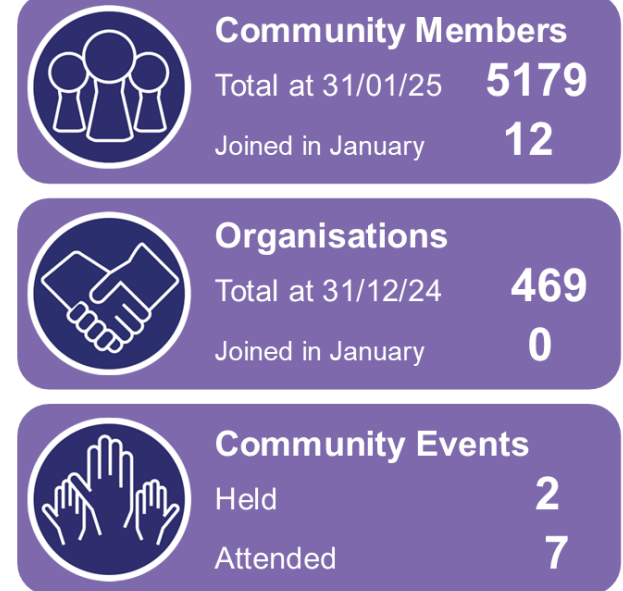 Community Members
Total at 31/01/25 5179
Joined in January 12
Organisations
Total at 31/12/24 469
Joined in January 0
Community Events
Held 2
Attended 7